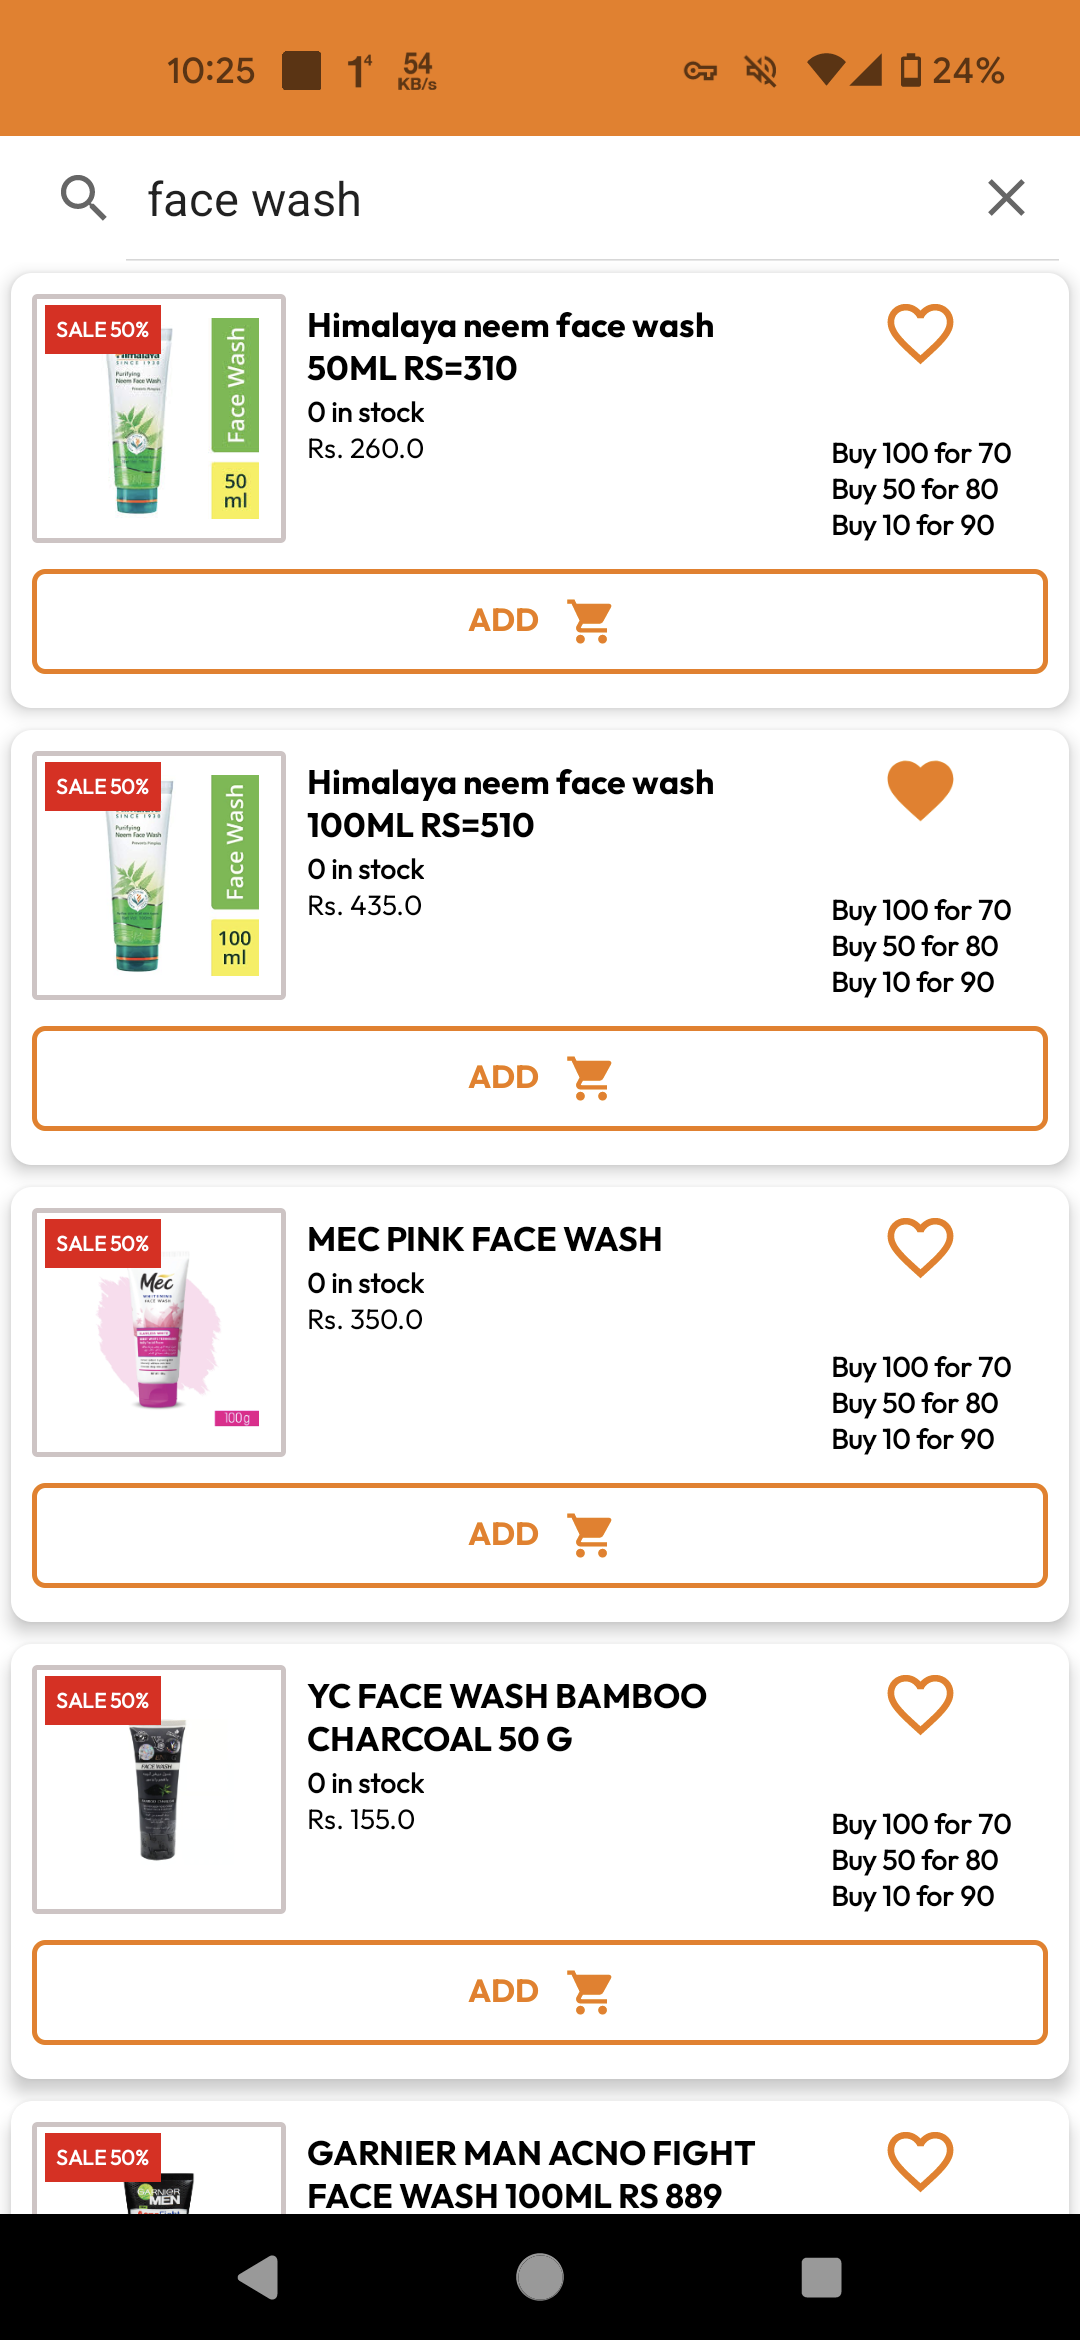 10:25 1⁴ 54 KB/s 24%
face wash
SALE 50%
Himalaya
SINCE 1930
Purifying
Neem Face Wash
Face Wash
50
ml
Himalaya neem face wash
50ML RS=310
0 in stock
Rs. 260.0
Buy 100 for 70
Buy 50 for 80
Buy 10 for 90
ADD
SALE 50%
SINCE 1930
Purifying
Neem Face Wash
Face Wash
100
ml
Himalaya neem face wash
100ML RS=510
0 in stock
Rs. 435.0
Buy 100 for 70
Buy 50 for 80
Buy 10 for 90
ADD
SALE 50%
Mec
100g
MEC PINK FACE WASH
0 in stock
Rs. 350.0
Buy 100 for 70
Buy 50 for 80
Buy 10 for 90
ADD
SALE 50%
FACE WASH
YC FACE WASH BAMBOO
CHARCOAL 50 G
0 in stock
Rs. 155.0
Buy 100 for 70
Buy 50 for 80
Buy 10 for 90
ADD
SALE 50%
GARNIER
MEN
GARNIER MAN ACNO FIGHT
FACE WASH 100ML RS 889